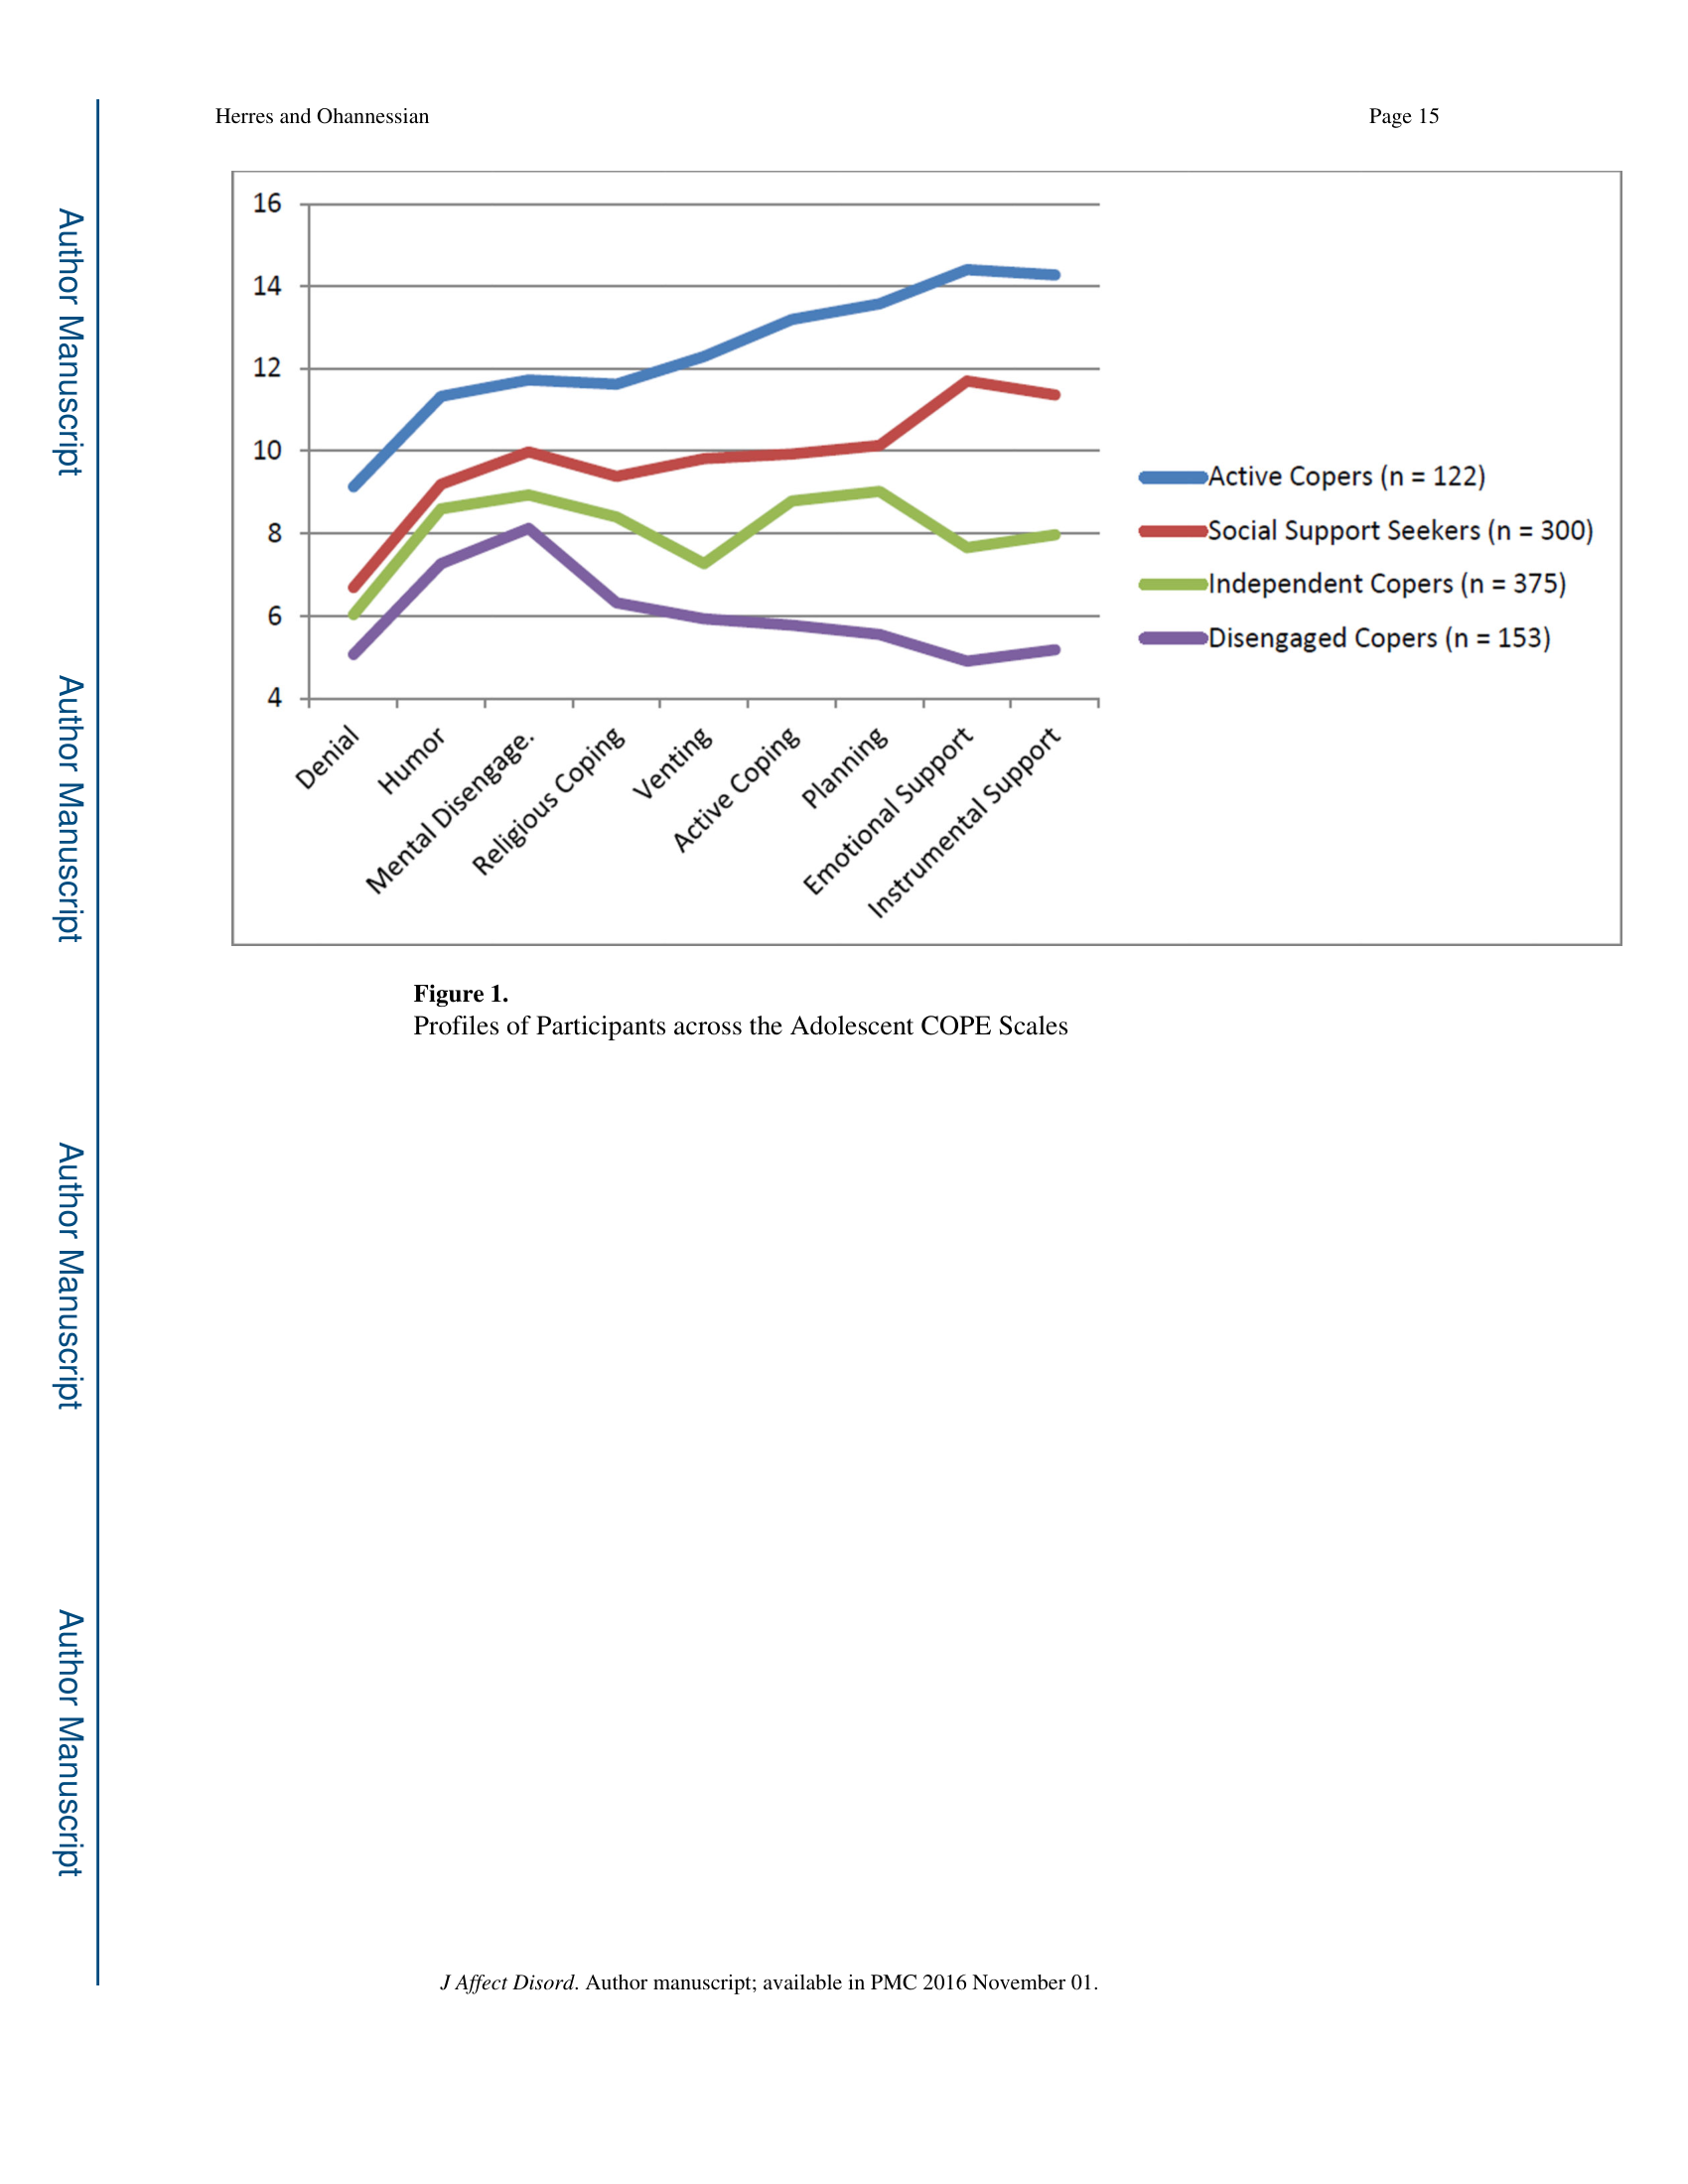 Herres and Ohannessian
Page 15
Author Manuscript
Author Manuscript
Author Manuscript
Author Manuscript
16
14
12
10
8
6
4
Denial
Humor
Mental Disengage.
Religious Coping
Venting
Active Coping
Planning
Emotional Support
Instrumental Support
Active Copers (n = 122)
Social Support Seekers (n = 300)
Independent Copers (n = 375)
Disengaged Copers (n = 153)
Figure 1.
Profiles of Participants across the Adolescent COPE Scales
J Affect Disord. Author manuscript; available in PMC 2016 November 01.